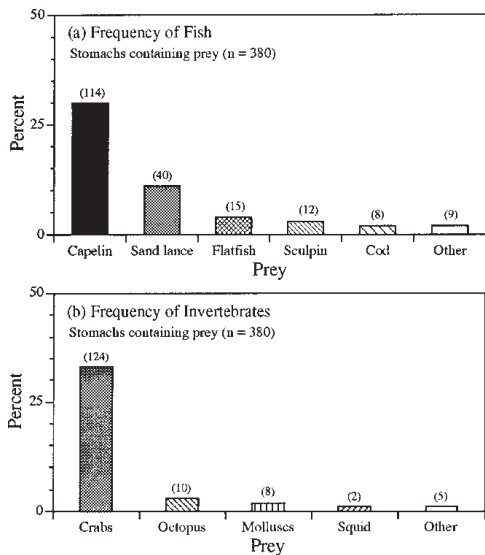 50
(a) Frequency of Fish
Stomachs containing prey (n = 380)
(114)
25
Percent
(40)
(15)
(12)
(8)
(9)
0
Capelin Sand lance Flatfish Sculpin Cod Other
Prey
50
(b) Frequency of Invertebrates
Stomachs containing prey (n = 380)
(124)
25
Percent
(10)
(8)
(2)
(5)
0
Crabs Octopus Molluscs Squid Other
Prey